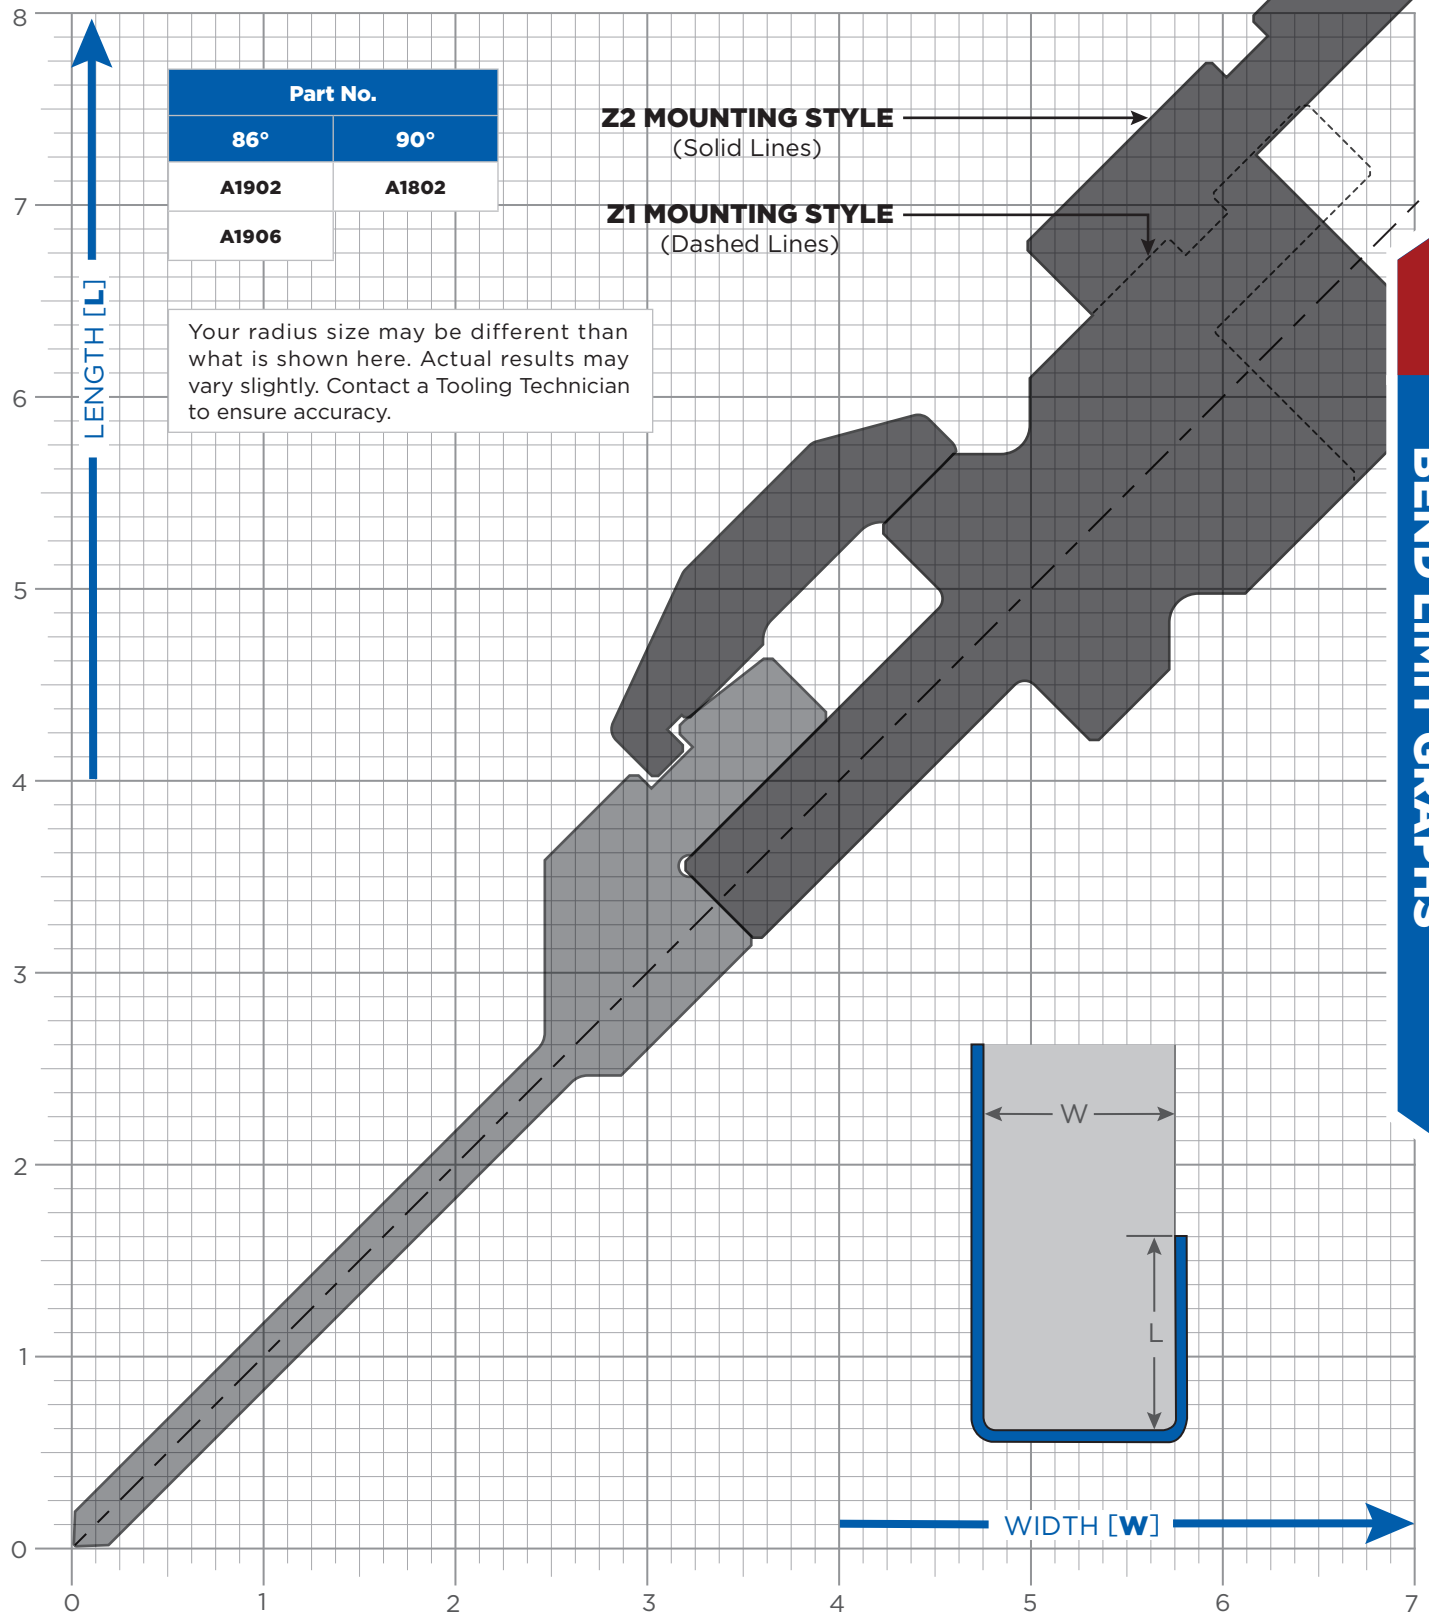 8
7
6
5
4
3
2
1
0
LENGTH [L]
Part No.
86° 90°
A1902 A1802
A1906
Your radius size may be different than
what is shown here. Actual results may
vary slightly. Contact a Tooling Technician
to ensure accuracy.
Z2 MOUNTING STYLE
(Solid Lines)
Z1 MOUNTING STYLE
(Dashed Lines)
BEND LIMIT GRAPHS
W
L
WIDTH [W]
0 1 2 3 4 5 6 7